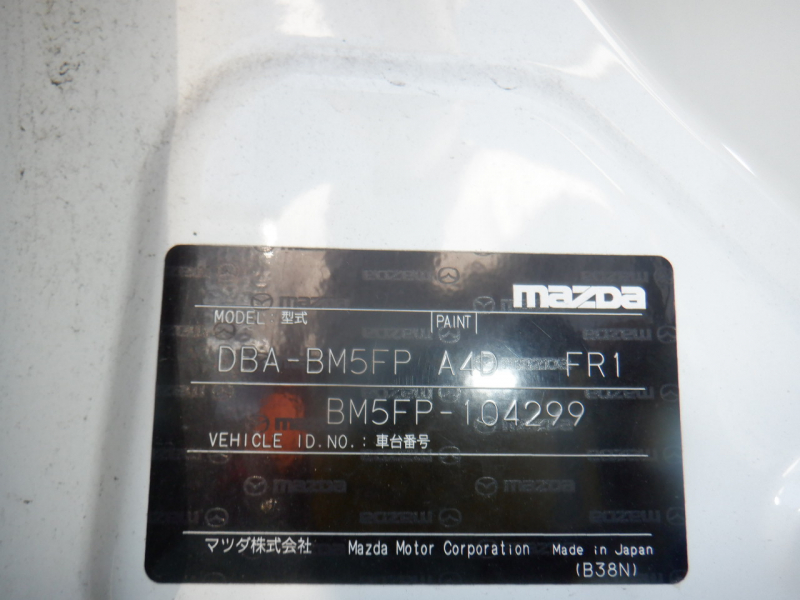 mazda
MODEL: 型式 PAINT
DBA-BM5FP A4D FR1
BM5FP-104299
VEHICLE ID.NO.: 車台番号
マツダ株式会社 Mazda Motor Corporation Made in Japan
(B38N)